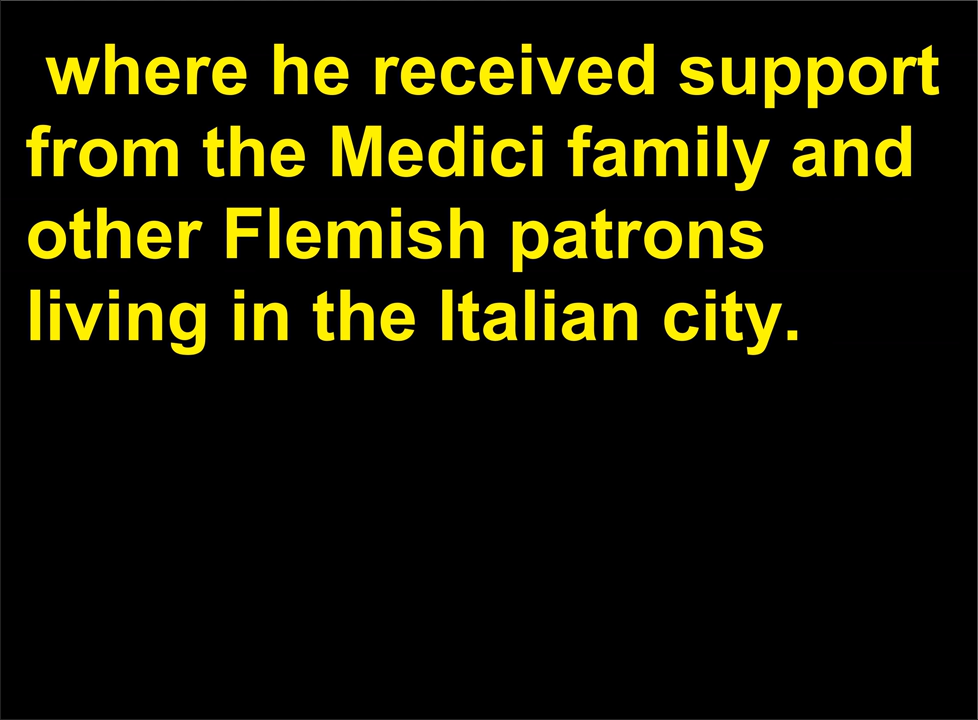 where he received support
from the Medici family and
other Flemish patrons
living in the Italian city.